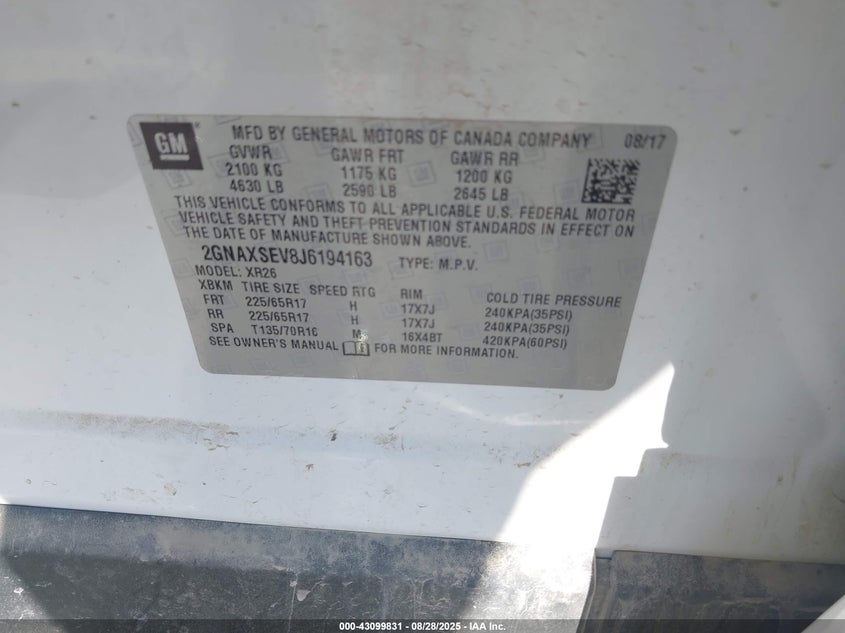 GM ® MFD BY GENERAL MOTORS OF CANADA COMPANY 08/17
GVWR GAWR FRT GAWR RR
2100 KG 1175 KG 1200 KG
4630 LB 2590 LB 2645 LB
THIS VEHICLE CONFORMS TO ALL APPLICABLE U.S. FEDERAL MOTOR
VEHICLE SAFETY AND THEFT PREVENTION STANDARDS IN EFFECT ON
THE DATE OF MANUFACTURE SHOWN ABOVE.
2GNAXSEV8J6194163 TYPE: M.P.V.
MODEL: XR26
XBKM TIRE SIZE SPEED RTG RIM COLD TIRE PRESSURE
FRT 225/65R17 H 17X7J 240KPA(35PSI)
RR 225/65R17 H 17X7J 240KPA(35PSI)
SPA T135/70R16 M 16X4BT 420KPA(60PSI)
SEE OWNER'S MANUAL FOR MORE INFORMATION.
000-43099831 - 08/28/2025 - IAA Inc.